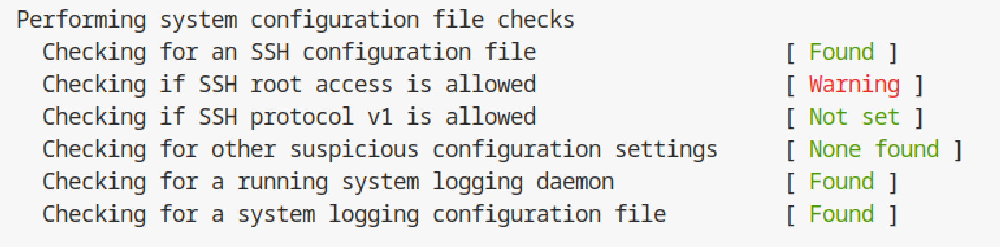 Performing system configuration file checks
Checking for an SSH configuration file [ Found ]
Checking if SSH root access is allowed [ Warning ]
Checking if SSH protocol v1 is allowed [ Not set ]
Checking for other suspicious configuration settings [ None found ]
Checking for a running system logging daemon [ Found ]
Checking for a system logging configuration file [ Found ]